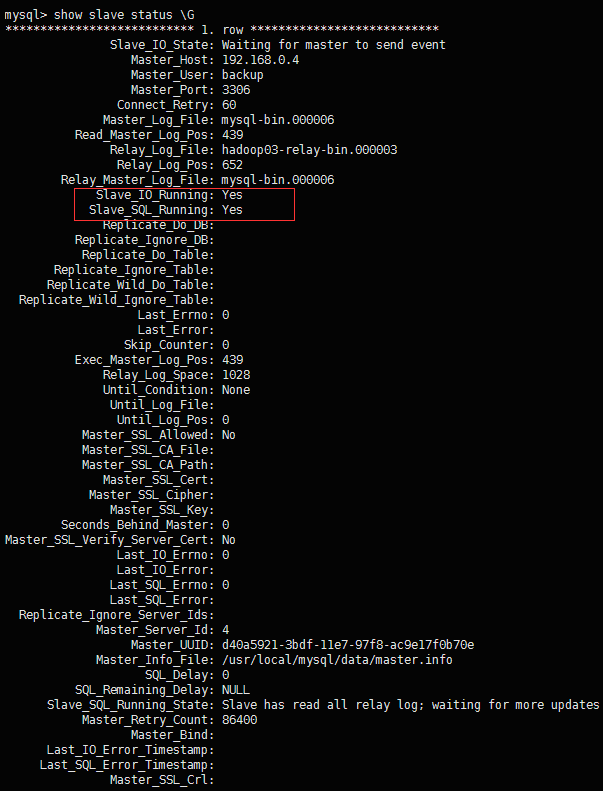 mysql> show slave status \G
*************************** 1. row ***************************
Slave_IO_State: Waiting for master to send event
Master_Host: 192.168.0.4
Master_User: backup
Master_Port: 3306
Connect_Retry: 60
Master_Log_File: mysql-bin.000006
Read_Master_Log_Pos: 439
Relay_Log_File: hadoop03-relay-bin.000003
Relay_Log_Pos: 652
Relay_Master_Log_File: mysql-bin.000006
Slave_IO_Running: Yes
Slave_SQL_Running: Yes
Replicate_Do_DB:
Replicate_Ignore_DB:
Replicate_Do_Table:
Replicate_Ignore_Table:
Replicate_Wild_Do_Table:
Replicate_Wild_Ignore_Table:
Last_Errno: 0
Last_Error:
Skip_Counter: 0
Exec_Master_Log_Pos: 439
Relay_Log_Space: 1028
Until_Condition: None
Until_Log_File:
Until_Log_Pos: 0
Master_SSL_Allowed: No
Master_SSL_CA_File:
Master_SSL_CA_Path:
Master_SSL_Cert:
Master_SSL_Cipher:
Master_SSL_Key:
Seconds_Behind_Master: 0
Master_SSL_Verify_Server_Cert: No
Last_IO_Errno: 0
Last_IO_Error:
Last_SQL_Errno: 0
Last_SQL_Error:
Replicate_Ignore_Server_Ids:
Master_Server_Id: 4
Master_UUID: d40a5921-3bdf-11e7-97f8-ac9e17f0b70e
Master_Info_File: /usr/local/mysql/data/master.info
SQL_Delay: 0
SQL_Remaining_Delay: NULL
Slave_SQL_Running_State: Slave has read all relay log; waiting for more updates
Master_Retry_Count: 86400
Master_Bind:
Last_IO_Error_Timestamp:
Last_SQL_Error_Timestamp:
Master_SSL_Crl: